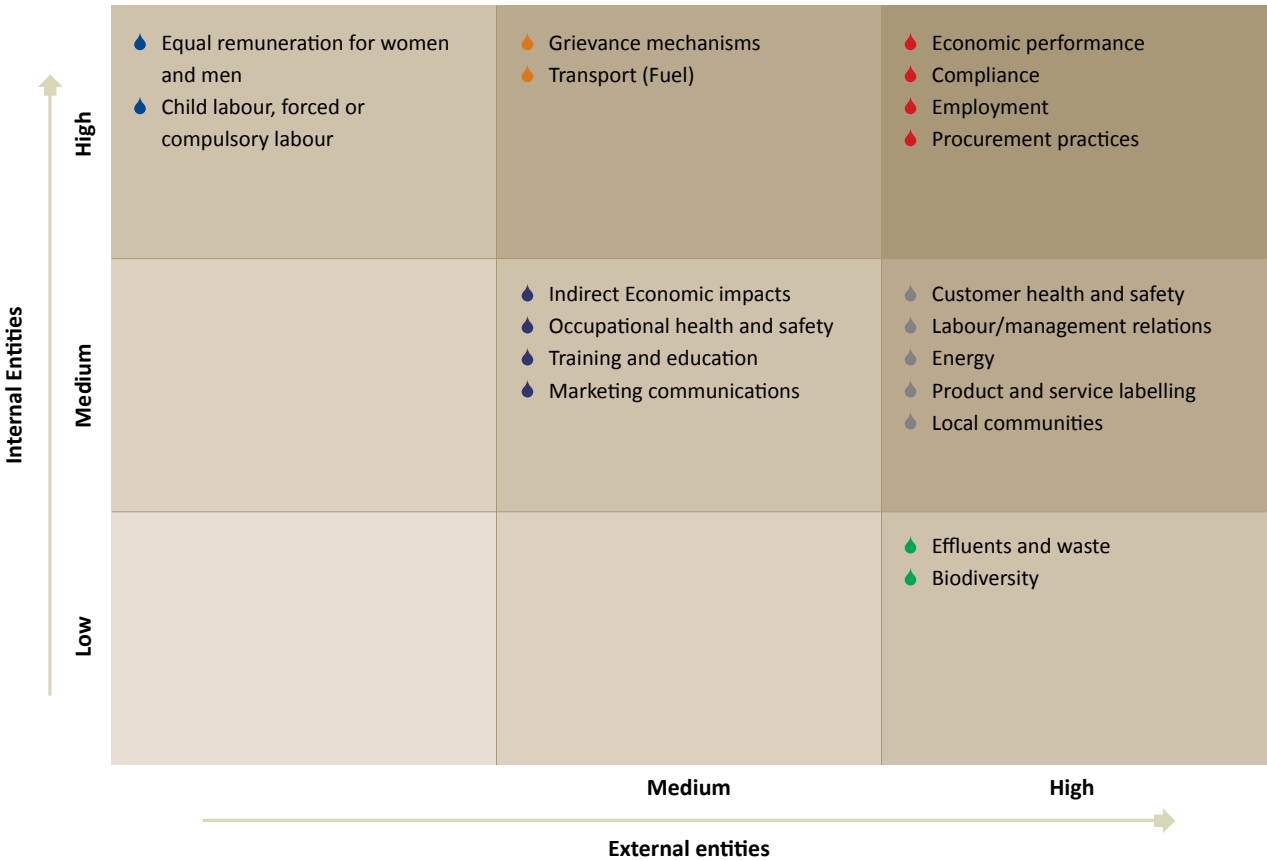 Equal remuneration for women
and men
Child labour, forced or
compulsory labour
Grievance mechanisms
Transport (Fuel)
Economic performance
Compliance
Employment
Procurement practices
High
Indirect Economic impacts
Occupational health and safety
Training and education
Marketing communications
Customer health and safety
Labour/management relations
Energy
Product and service labelling
Local communities
Medium
Internal Entities
Effluents and waste
Biodiversity
Low
Medium
High
External entities